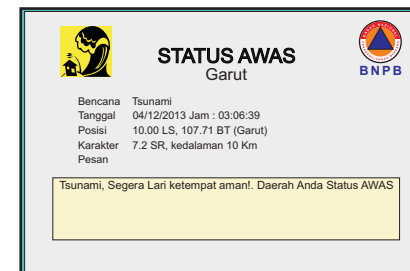 STATUS AWAS
Garut
BNPB
Bencana Tsunami
Tanggal 04/12/2013 Jam : 03:06:39
Posisi 10.00 LS, 107.71 BT (Garut)
Karakter 7.2 SR, kedalaman 10 Km
Pesan
Tsunami, Segera Lari ketempat aman!. Daerah Anda Status AWAS